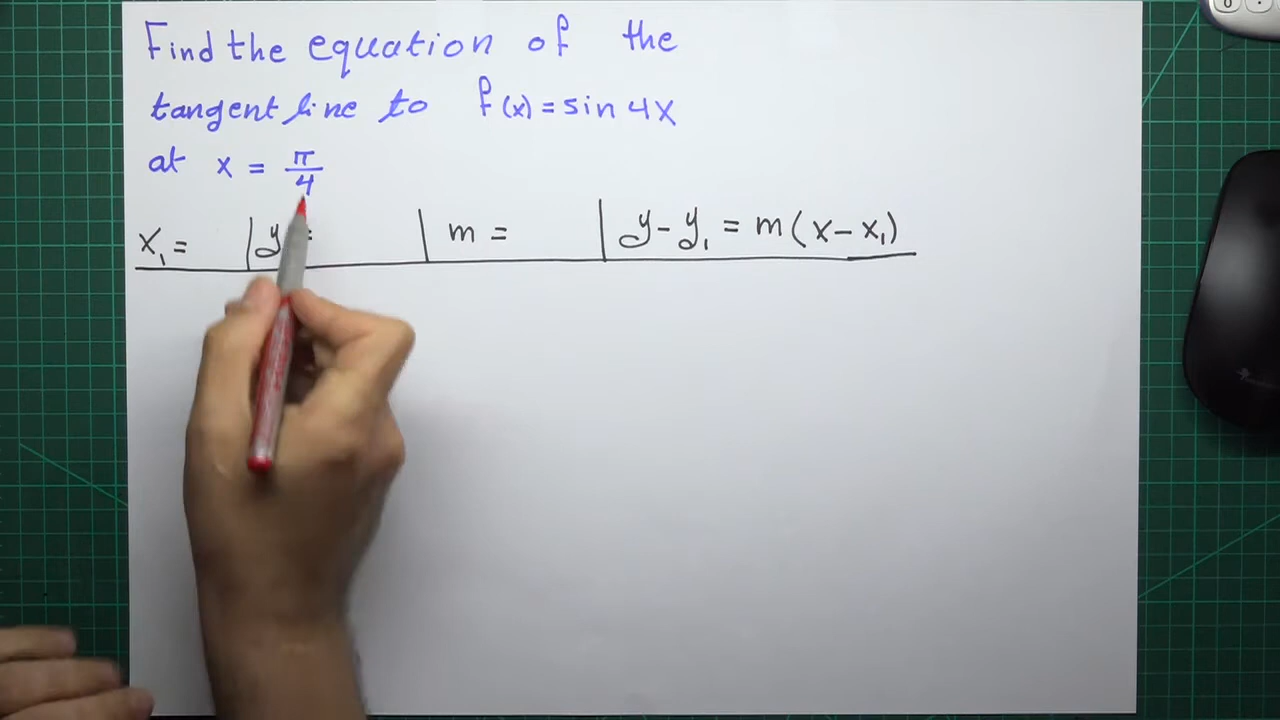 Find the equation of the
tangent line to f(x) = sin 4x
at x = π/4
x₁ = | y = | m = | y - y₁ = m(x - x₁)